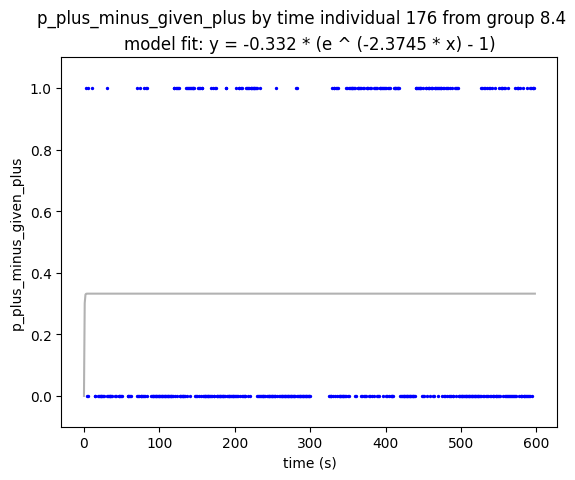 p_plus_minus_given_plus by time individual 176 from group 8.4
model fit: y = -0.332 * (e ^ (-2.3745 * x) - 1)
1.0
0.8
0.6
0.4
0.2
0.0
p_plus_minus_given_plus
0 100 200 300 400 500 600
time (s)